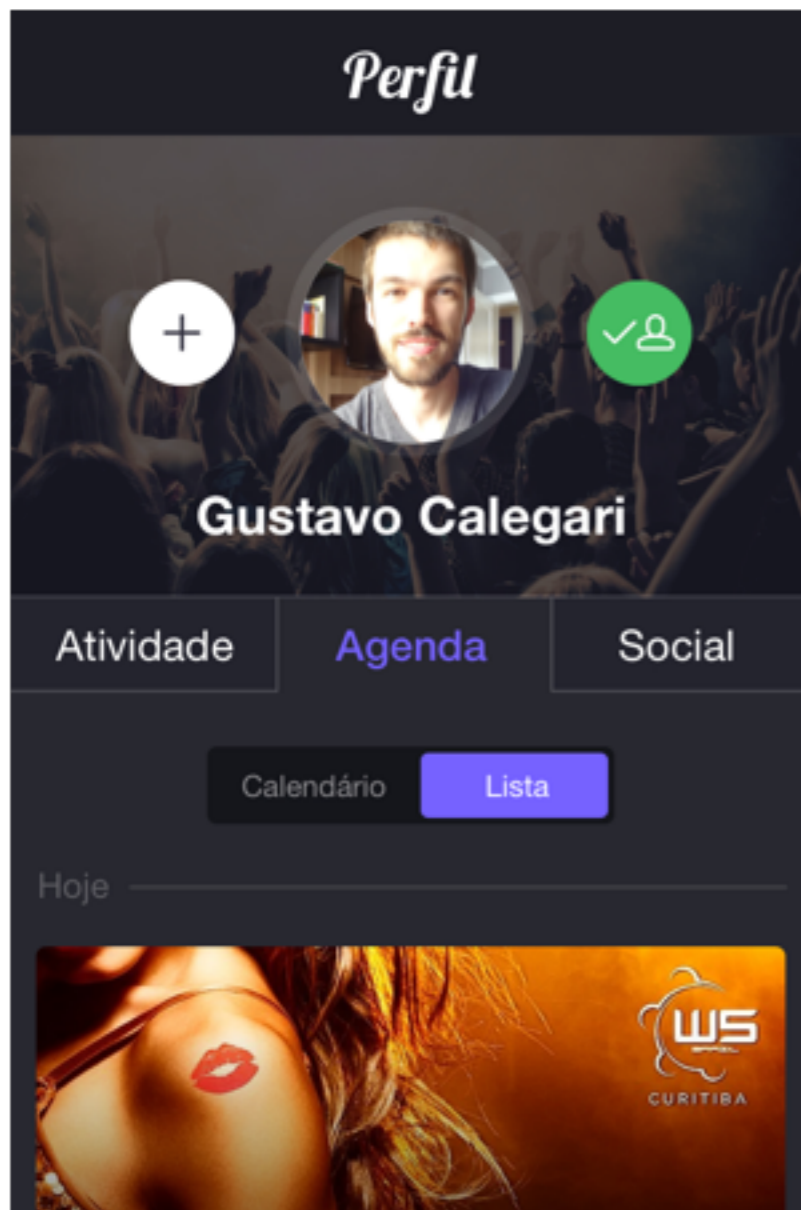 Perfil
Gustavo Calegari
Atividade
Agenda
Social
Calendário
Lista
Hoje
WS
CURITIBA